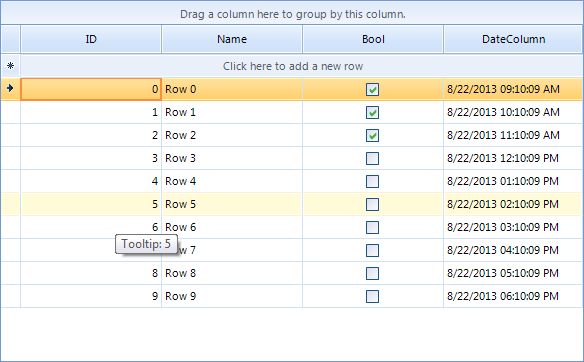 Drag a column here to group by this column.
ID Name Bool DateColumn
Click here to add a new row
0 Row 0 8/22/2013 09:10:09 AM
1 Row 1 8/22/2013 10:10:09 AM
2 Row 2 8/22/2013 11:10:09 AM
3 Row 3 8/22/2013 12:10:09 PM
4 Row 4 8/22/2013 01:10:09 PM
5 Row 5 8/22/2013 02:10:09 PM
6 Row 6 8/22/2013 03:10:09 PM
Tooltip: 5 Row 7 8/22/2013 04:10:09 PM
8 Row 8 8/22/2013 05:10:09 PM
9 Row 9 8/22/2013 06:10:09 PM